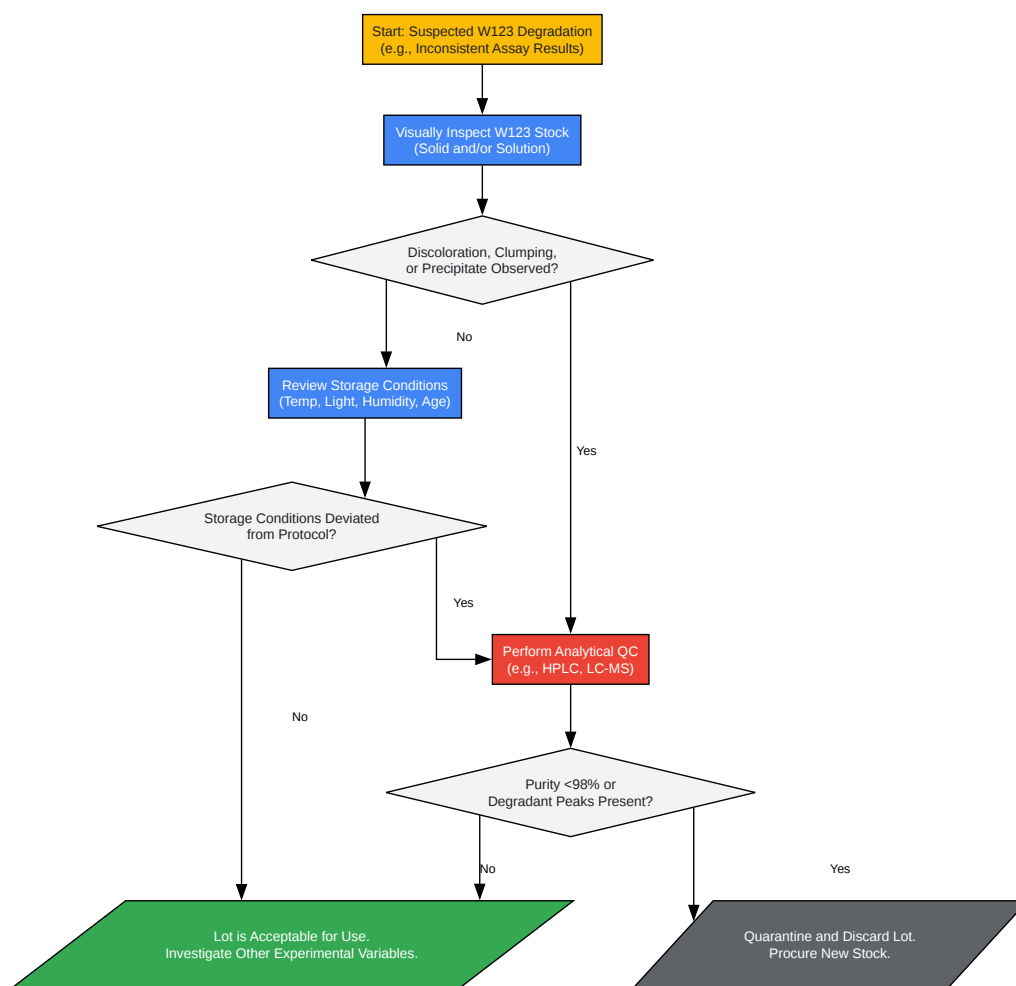 Start: Suspected W123 Degradation
(e.g., Inconsistent Assay Results)
Visually Inspect W123 Stock
(Solid and/or Solution)
Discoloration, Clumping,
or Precipitate Observed?
No
Review Storage Conditions
(Temp, Light, Humidity, Age)
Yes
Storage Conditions Deviated
from Protocol?
Yes
Perform Analytical QC
(e.g., HPLC, LC-MS)
No
Purity <98% or
Degradant Peaks Present?
No
Yes
Lot is Acceptable for Use.
Investigate Other Experimental Variables.
Quarantine and Discard Lot.
Procure New Stock.